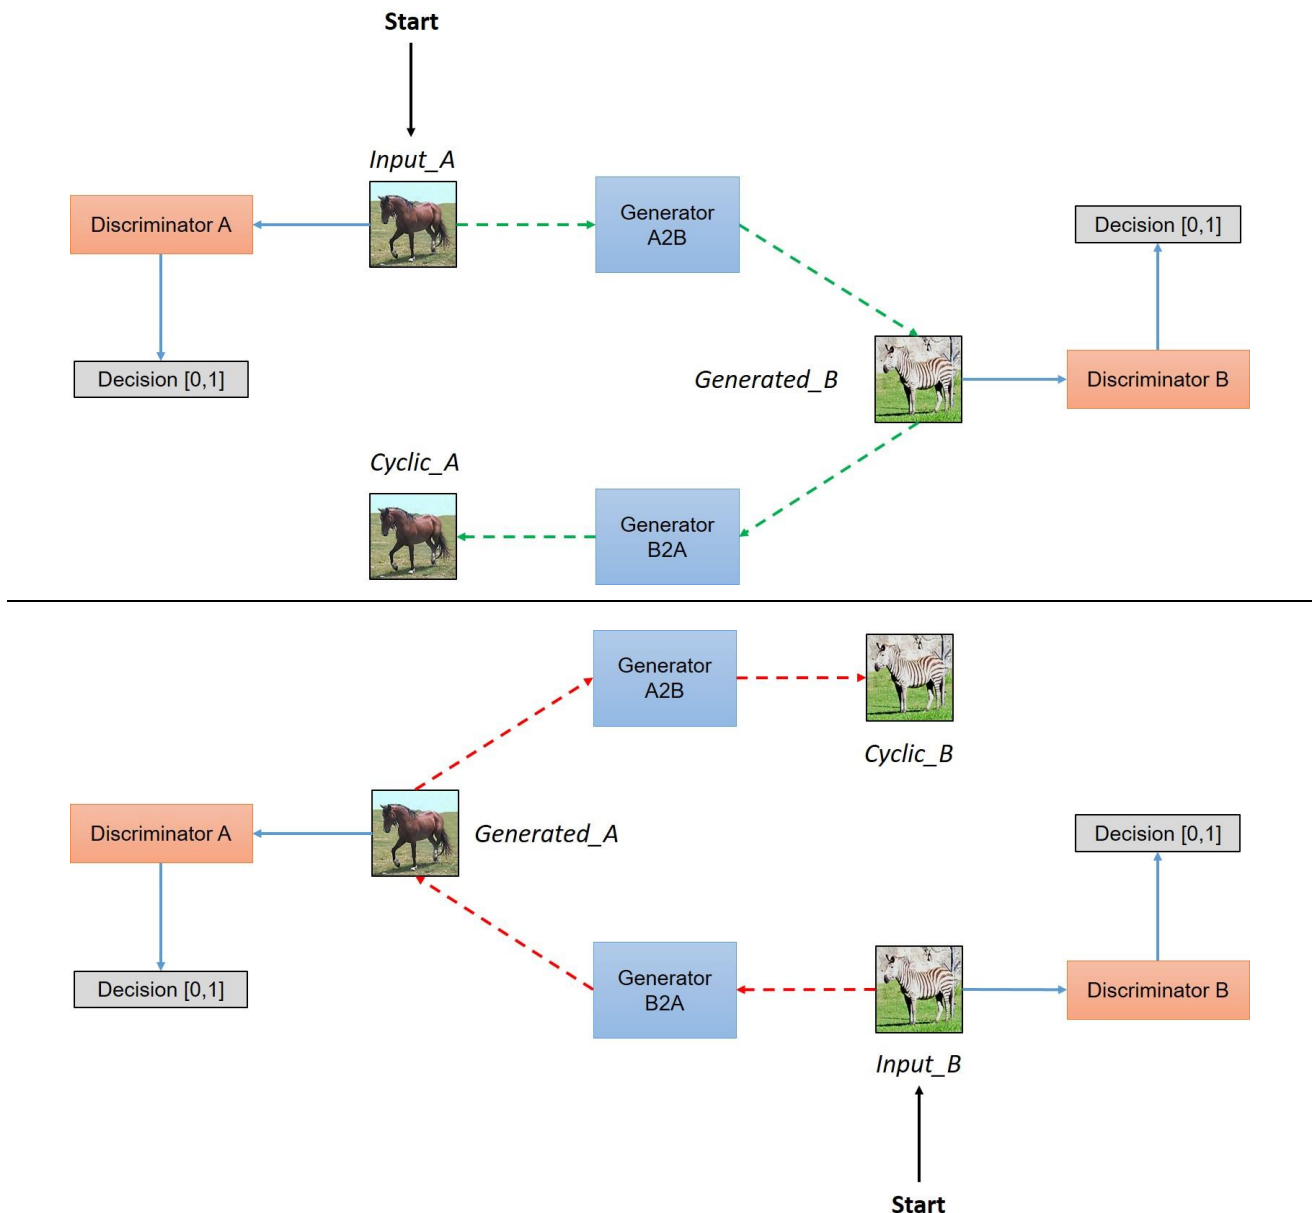 Start
Input_A
Discriminator A
Generator
A2B
Decision [0,1]
Decision [0,1]
Generated_B
Discriminator B
Cyclic_A
Generator
B2A
Generator
A2B
Cyclic_B
Discriminator A
Generated_A
Decision [0,1]
Decision [0,1]
Generator
B2A
Discriminator B
Input_B
Start